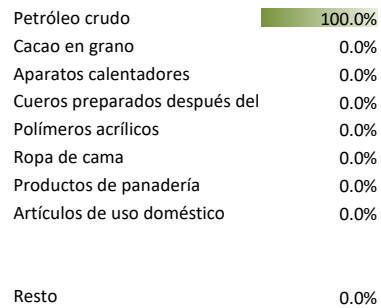 Petróleo crudo 100.0%
Cacao en grano 0.0%
Aparatos calentadores 0.0%
Cueros preparados después del 0.0%
Polímeros acrílicos 0.0%
Ropa de cama 0.0%
Productos de panadería 0.0%
Artículos de uso doméstico 0.0%
Resto 0.0%